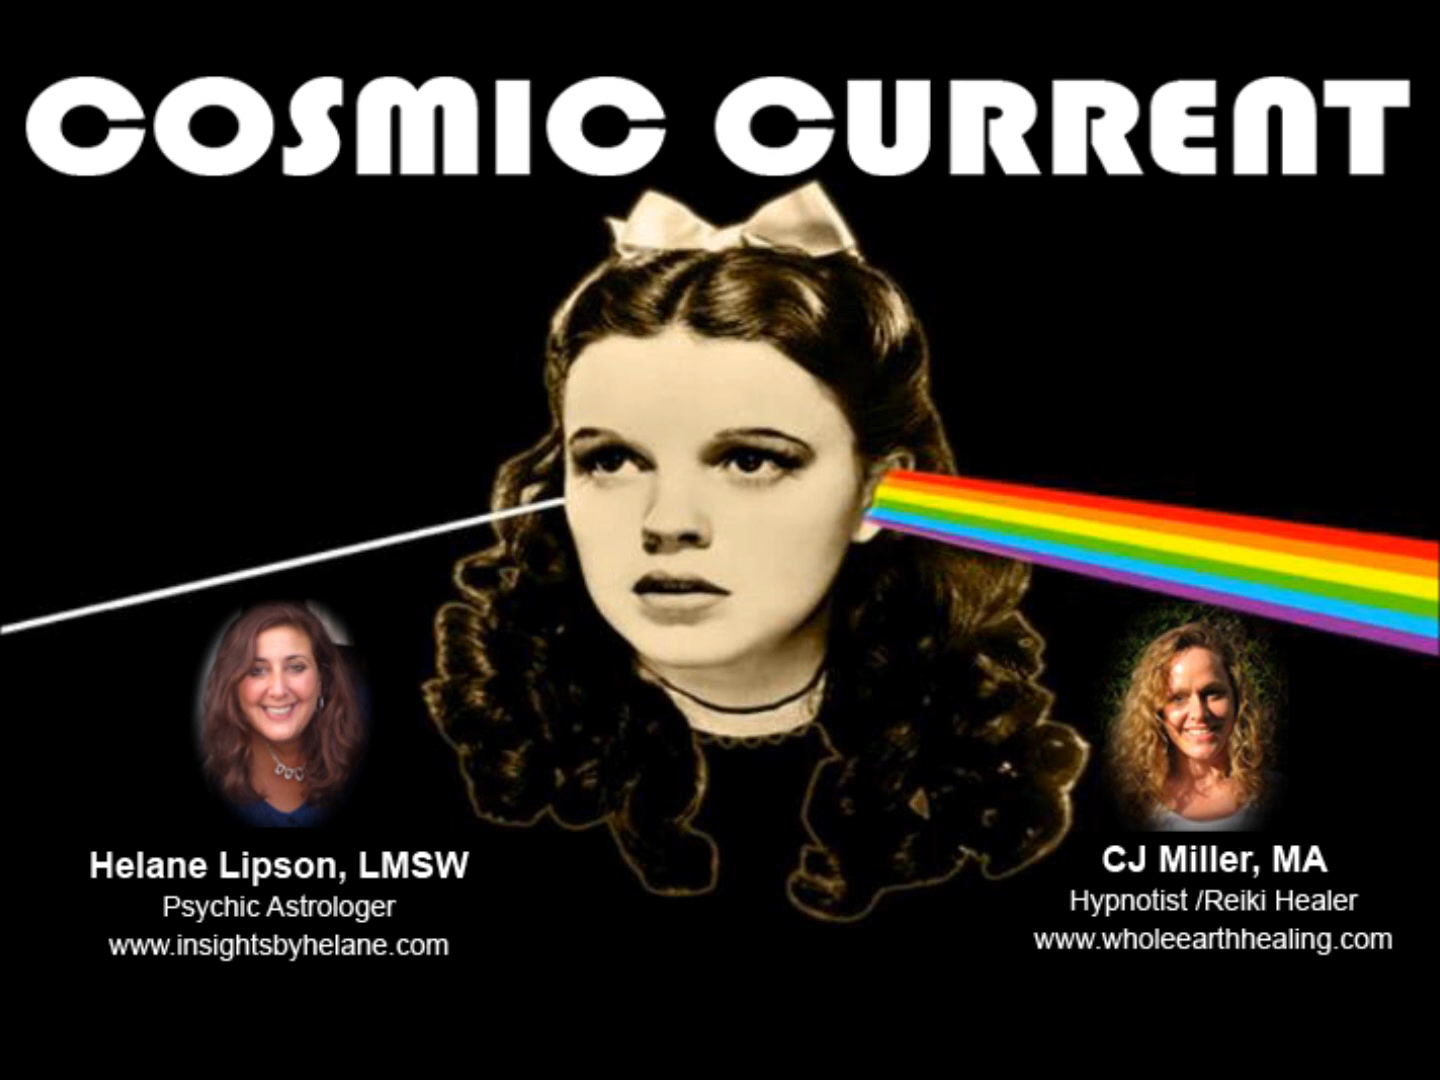 COSMIC CURRENT
Helane Lipson, LMSW
Psychic Astrologer
www.insightsbyhelane.com
CJ Miller, MA
Hypnotist /Reiki Healer
www.wholeearthhealing.com